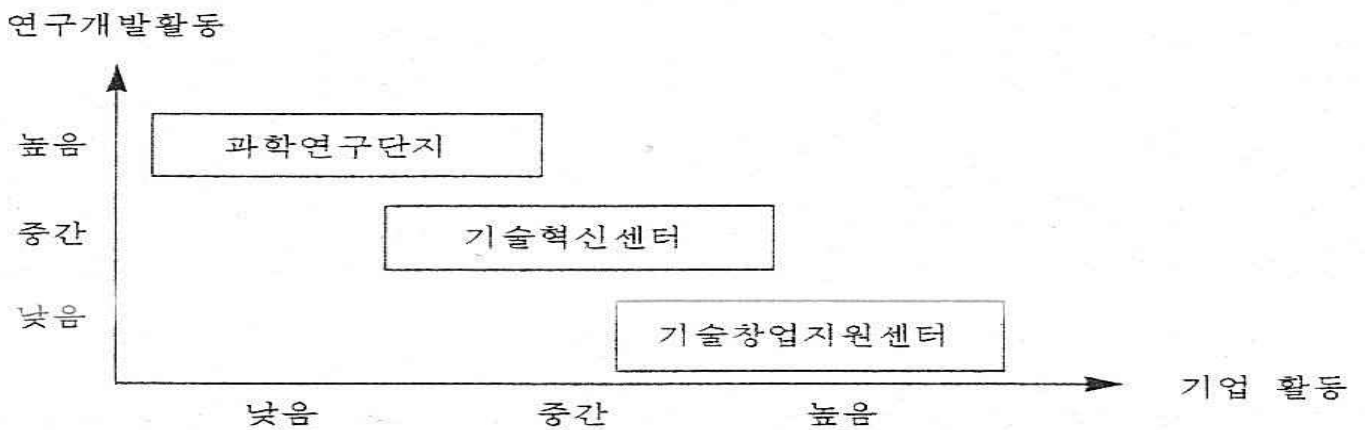 연구개발활동
높음
과학연구단지
중간
기술혁신센터
낮음
기술창업지원센터
기업 활동
낮음 중간 높음